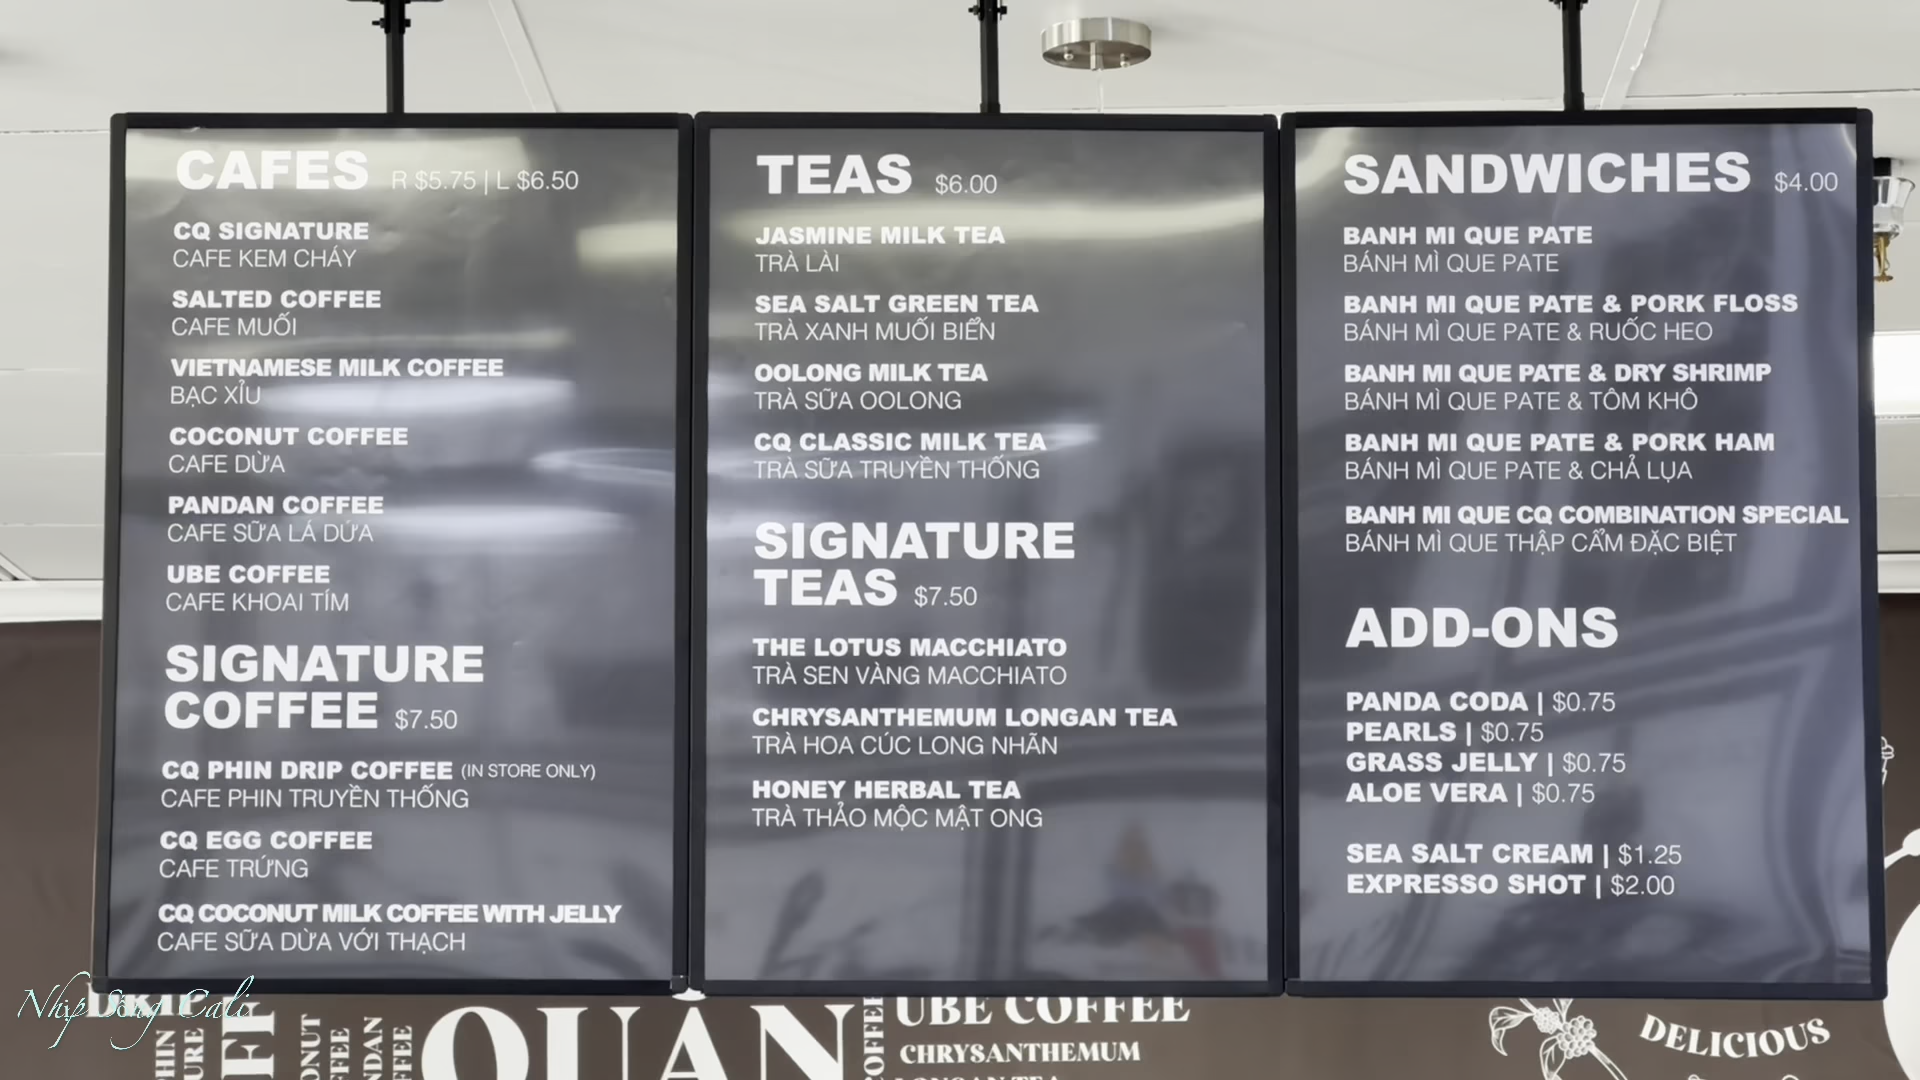 CAFES R $5.75 | L $6.50
CQ SIGNATURE
CAFE KEM CHÁY
SALTED COFFEE
CAFE MUỐI
VIETNAMESE MILK COFFEE
BẠC XỈU
COCONUT COFFEE
CAFE DỪA
PANDAN COFFEE
CAFE SỮA LÁ DỨA
UBE COFFEE
CAFE KHOAI TÍM
SIGNATURE
COFFEE $7.50
CQ PHIN DRIP COFFEE (IN STORE ONLY)
CAFE PHIN TRUYỀN THỐNG
CQ EGG COFFEE
CAFE TRỨNG
CQ COCONUT MILK COFFEE WITH JELLY
CAFE SỮA DỪA VỚI THẠCH
TEAS $6.00
JASMINE MILK TEA
TRÀ LÀI
SEA SALT GREEN TEA
TRÀ XANH MUỐI BIỂN
OOLONG MILK TEA
TRÀ SỮA OOLONG
CQ CLASSIC MILK TEA
TRÀ SỮA TRUYỀN THỐNG
SIGNATURE
TEAS $7.50
THE LOTUS MACCHIATO
TRÀ SEN VÀNG MACCHIATO
CHRYSANTHEMUM LONGAN TEA
TRÀ HOA CÚC LONG NHÃN
HONEY HERBAL TEA
TRÀ THẢO MỘC MẬT ONG
SANDWICHES $4.00
BANH MI QUE PATE
BÁNH MÌ QUE PATE
BANH MI QUE PATE & PORK FLOSS
BÁNH MÌ QUE PATE & RUỐC HEO
BANH MI QUE PATE & DRY SHRIMP
BÁNH MÌ QUE PATE & TÔM KHÔ
BANH MI QUE PATE & PORK HAM
BÁNH MÌ QUE PATE & CHẢ LỤA
BANH MI QUE CQ COMBINATION SPECIAL
BÁNH MÌ QUE THẬP CẨM ĐẶC BIỆT
ADD-ONS
PANDA CODA | $0.75
PEARLS | $0.75
GRASS JELLY | $0.75
ALOE VERA | $0.75
SEA SALT CREAM | $1.25
EXPRESSO SHOT | $2.00
Nhịp Sống Cali
QUÁN
UBE COFFEE
CHRYSANTHEMUM
LONGAN TEA
DELICIOUS